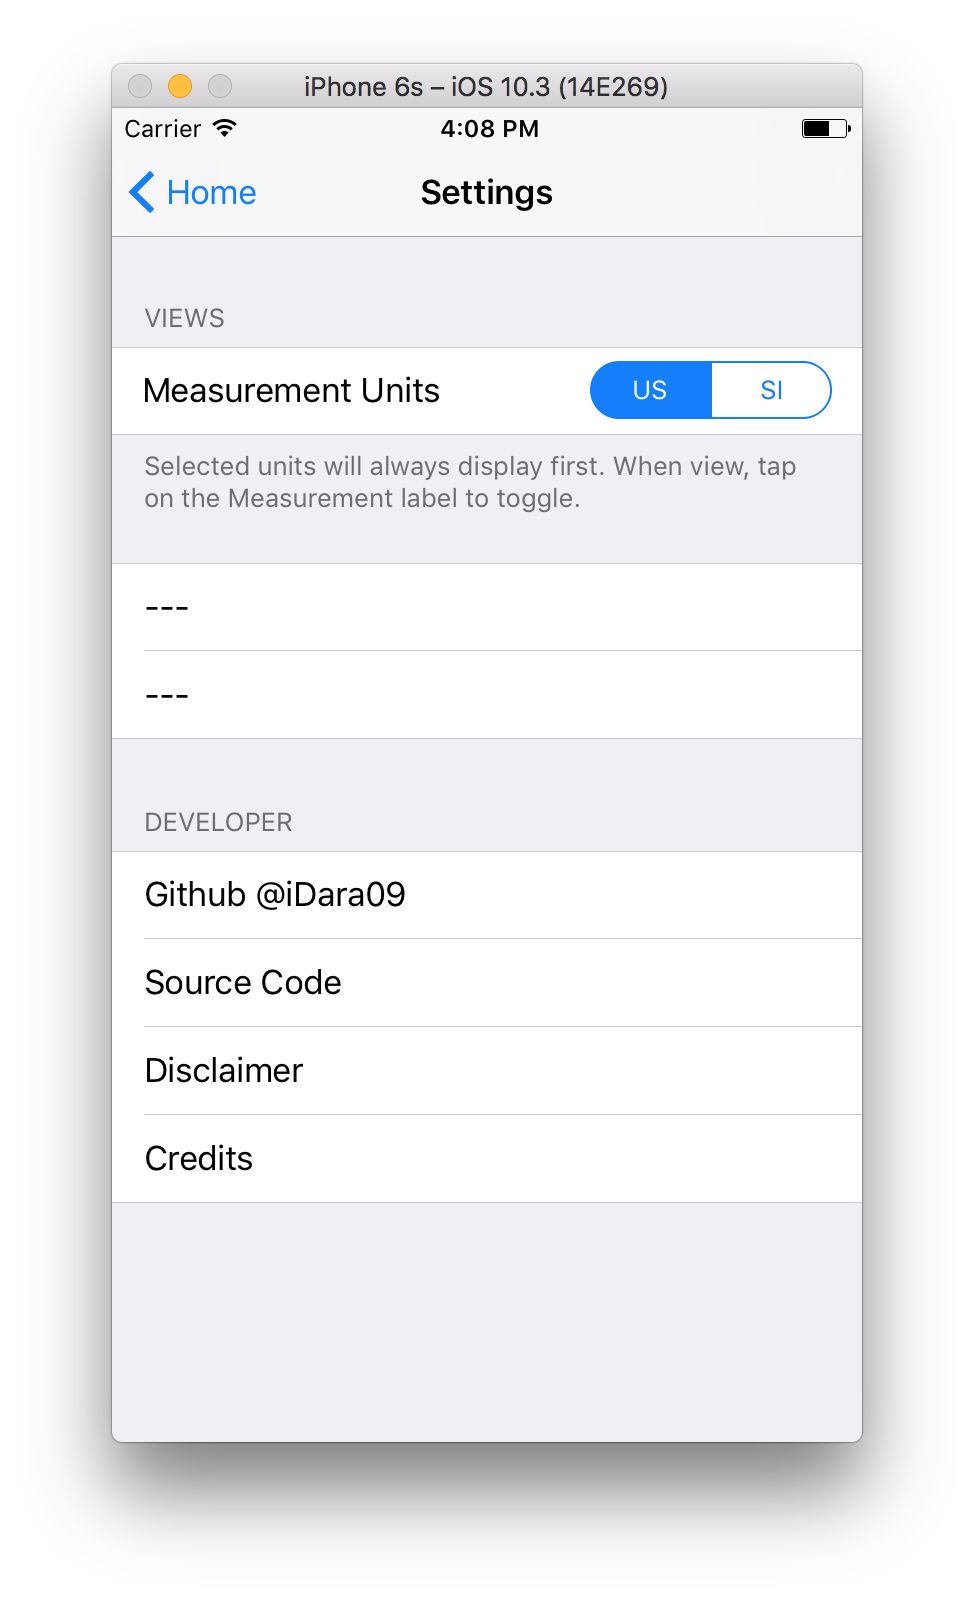 iPhone 6s – iOS 10.3 (14E269)
Carrier 4:08 PM
Home Settings
VIEWS
Measurement Units US SI
Selected units will always display first. When view, tap
on the Measurement label to toggle.
---
---
DEVELOPER
Github @iDara09
Source Code
Disclaimer
Credits